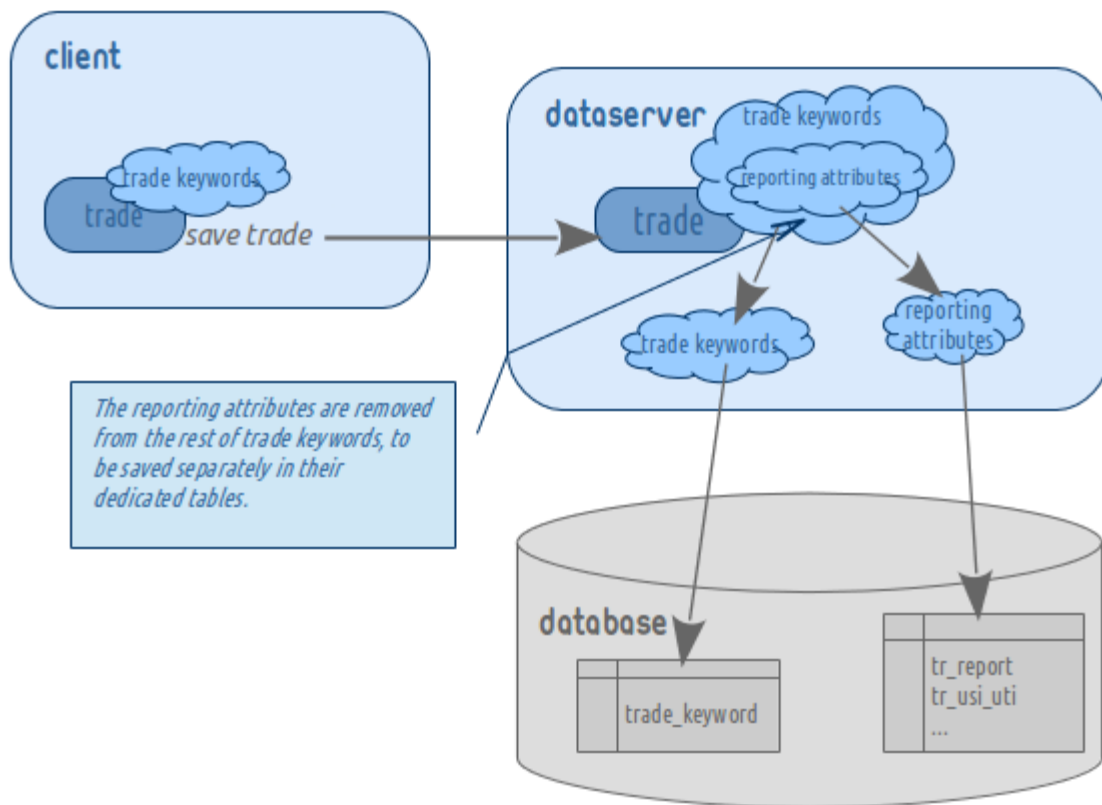 client
trade keywords
trade
save trade
dataserver
trade keywords
reporting attributes
trade
trade keywords
reporting
attributes
The reporting attributes are removed
from the rest of trade keywords, to
be saved separately in their
dedicated tables.
database
trade_keyword
tr_report
tr_usi_uti
...